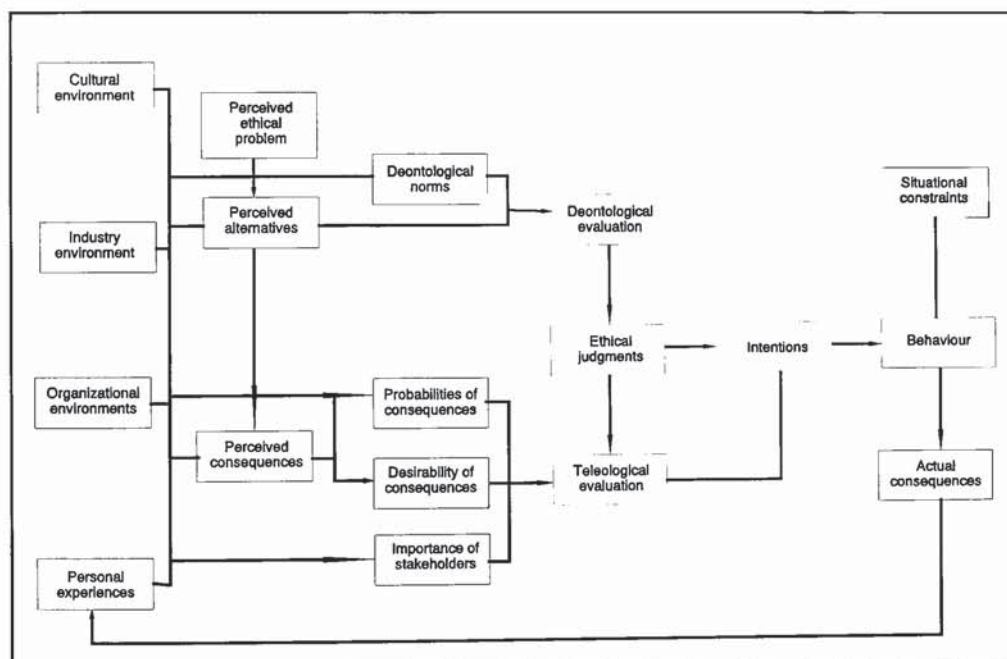 Cultural
environment
Perceived
ethical
problem
Deontological
norms
Situational
constraints
Perceived
alternatives
Deontological
evaluation
Industry
environment
Ethical
judgments
Intentions
Behaviour
Organizational
environments
Probabilities of
consequences
Perceived
consequences
Desirability of
consequences
Teleological
evaluation
Actual
consequences
Importance of
stakeholders
Personal
experiences